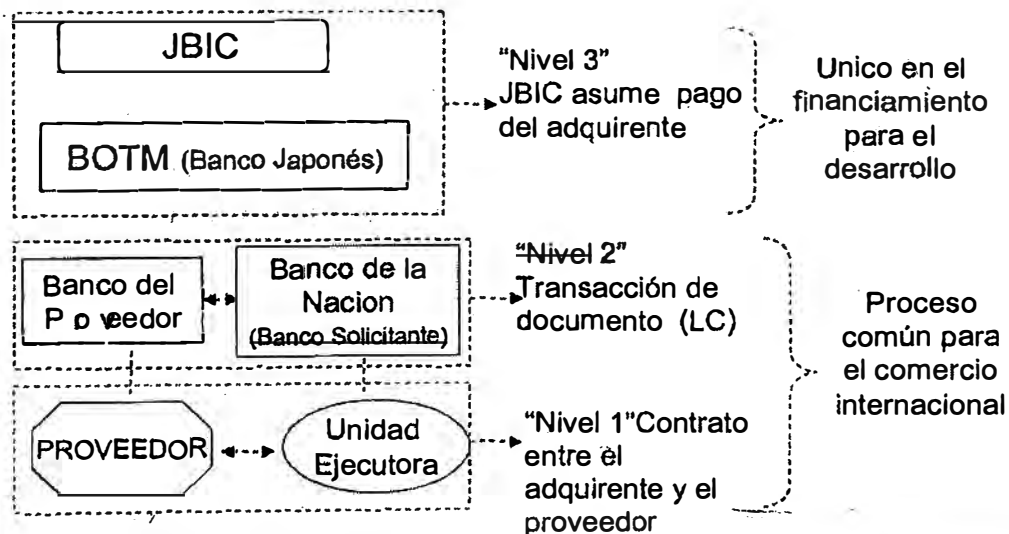 JBIC
BOTM (Banco Japonés)
"Nivel 3"
JBIC asume pago
del adquirente
Unico en el
financiamiento
para el
desarrollo
Banco del
P o veedor
Banco de la
Nacion
(Banco Solicitante)
"Nivel 2"
Transacción de
documento (LC)
PROVEEDOR
Unidad
Ejecutora
"Nivel 1"Contrato
entre el
adquirente y el
proveedor
Proceso
común para
el comercio
internacional